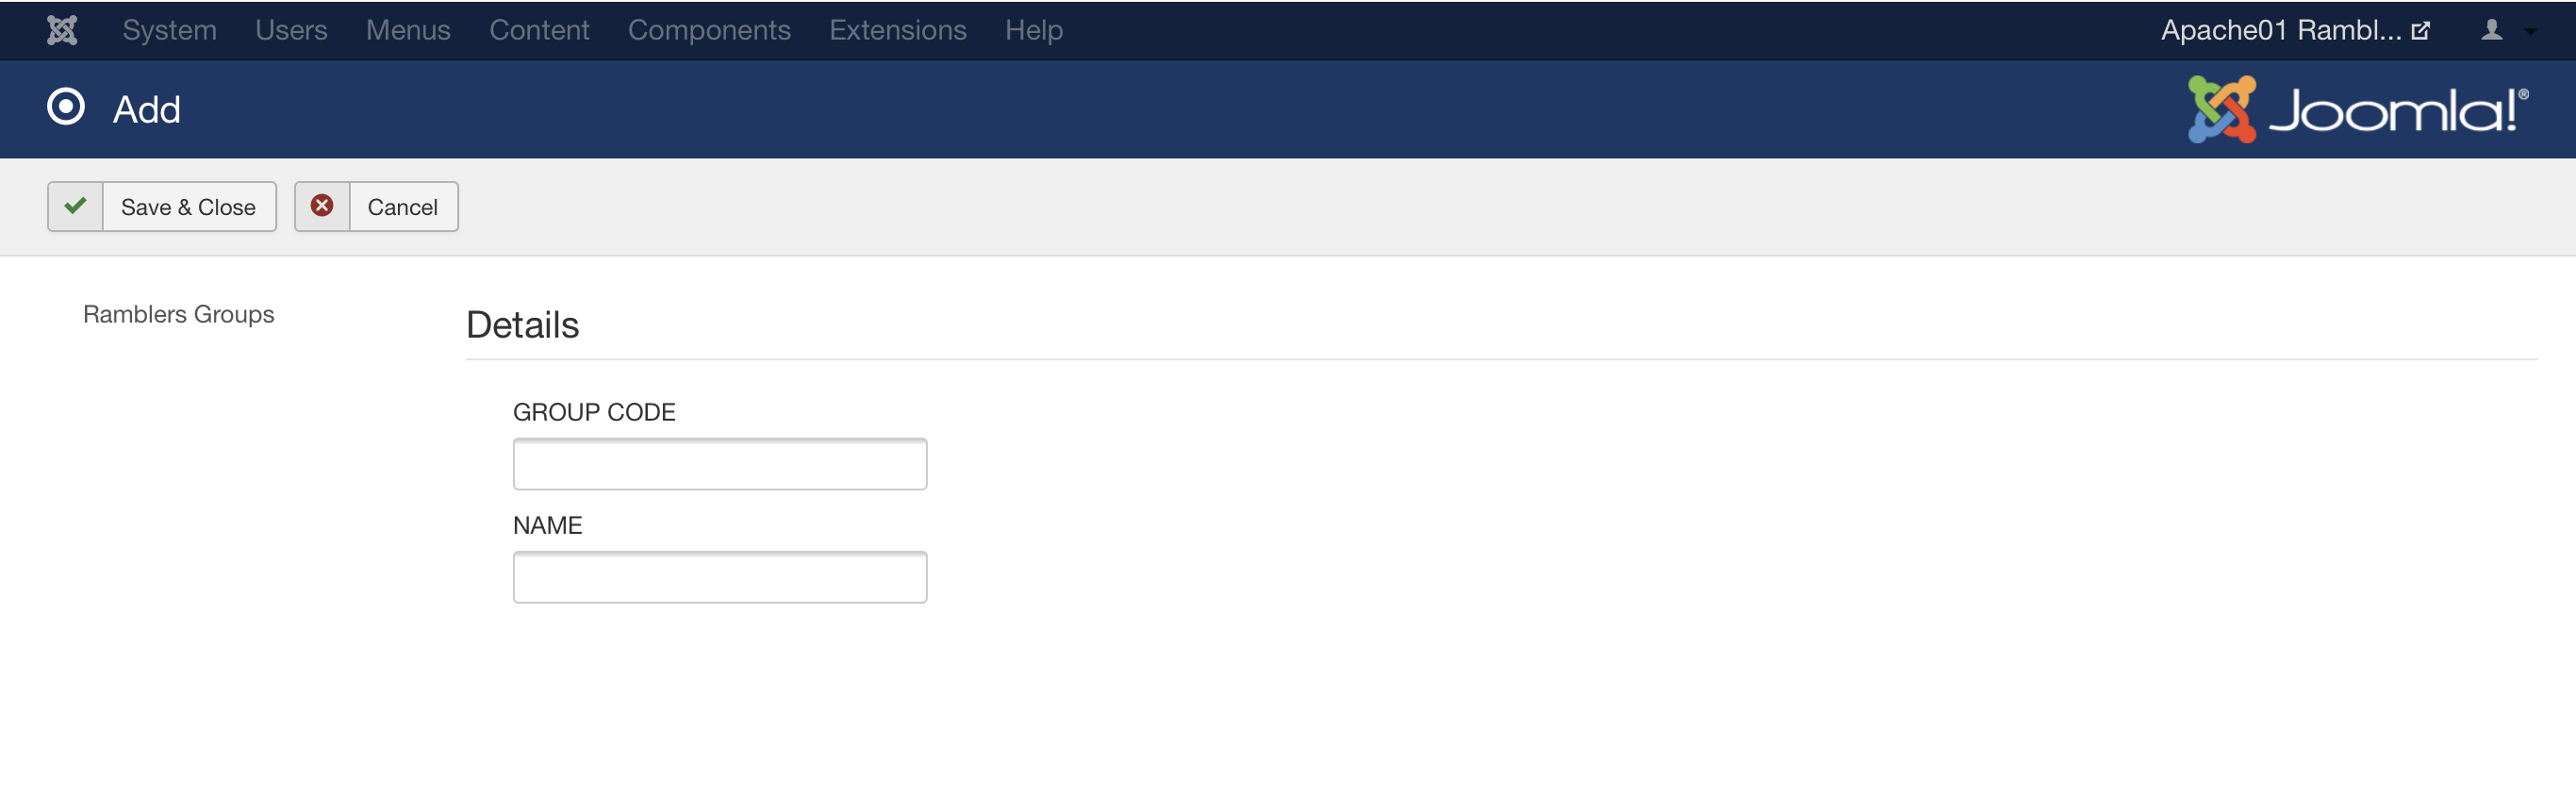 System Users Menus Content Components Extensions Help Apache01 Rambl...
Add
Joomla!®
Save & Close Cancel
Ramblers Groups
Details
GROUP CODE
NAME